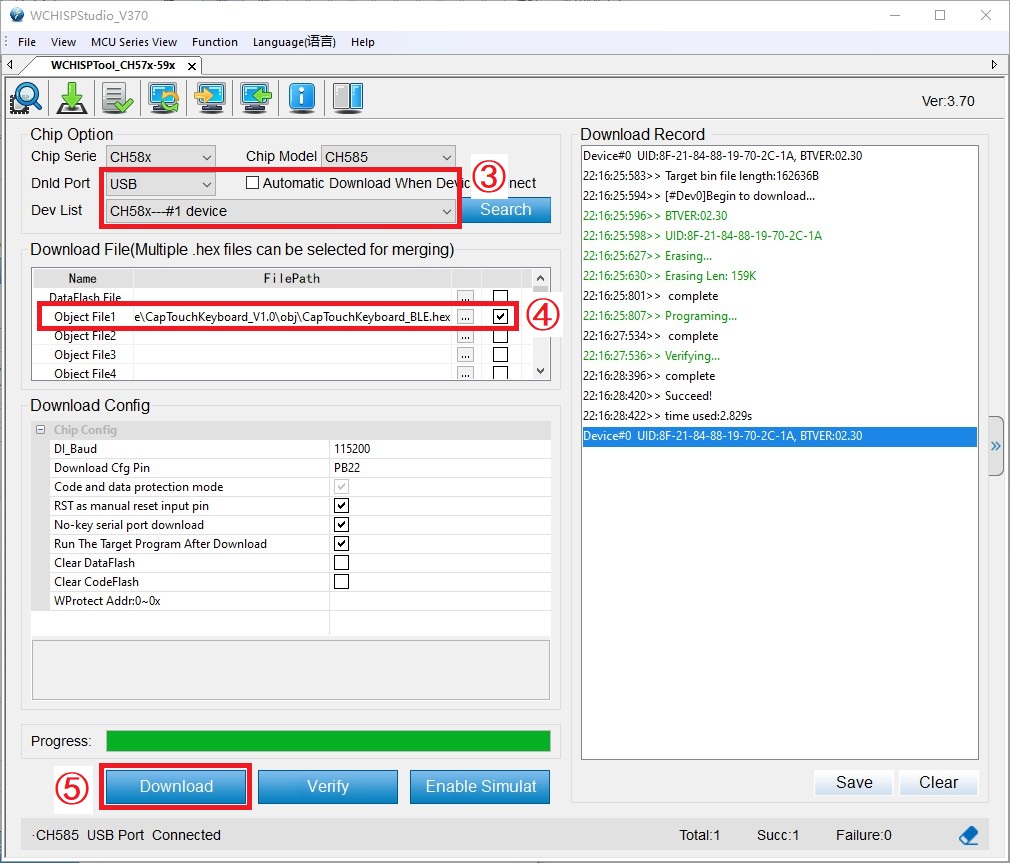 WCHISPStudio_V370
File View MCU Series View Function Language(语言) Help
WCHISPTool_CH57x-59x
Ver:3.70
Chip Option
Chip Serie CH58x Chip Model CH585
Dnld Port USB Automatic Download When Devic nnect
③
Dev List CH58x---#1 device Search
Download File(Multiple .hex files can be selected for merging)
Name FilePath
DataFlash File ...
Object File1 e\CapTouchKeyboard_V1.0\obj\CapTouchKeyboard_BLE.hex ...
④
Object File2 ...
Object File3 ...
Object File4 ...
Download Config
Chip Config
DI_Baud 115200
Download Cfg Pin PB22
Code and data protection mode
RST as manual reset input pin
No-key serial port download
Run The Target Program After Download
Clear DataFlash
Clear CodeFlash
WProtect Addr:0~0x
Progress:
⑤
Download Verify Enable Simulat
Download Record
Device#0 UID:8F-21-84-88-19-70-2C-1A, BTVER:02.30
22:16:25:583>> Target bin file length:162636B
22:16:25:594>> [#Dev0]Begin to download...
22:16:25:596>> BTVER:02.30
22:16:25:598>> UID:8F-21-84-88-19-70-2C-1A
22:16:25:627>> Erasing...
22:16:25:630>> Erasing Len: 159K
22:16:25:801>> complete
22:16:25:807>> Programing...
22:16:27:534>> complete
22:16:27:536>> Verifying...
22:16:28:396>> complete
22:16:28:420>> Succeed!
22:16:28:422>> time used:2.829s
Device#0 UID:8F-21-84-88-19-70-2C-1A, BTVER:02.30
Save Clear
·CH585 USB Port Connected Total:1 Succ:1 Failure:0